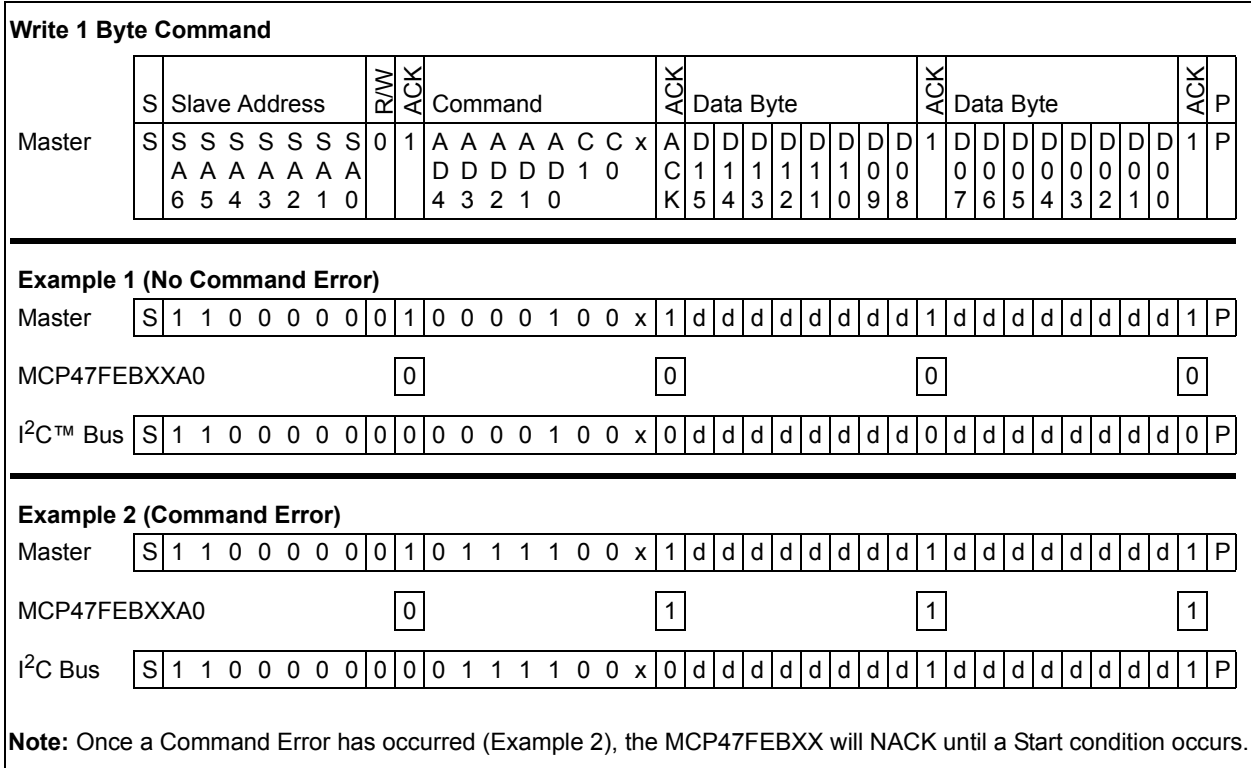 Write 1 Byte Command
S Slave Address R/W ACK Command ACK Data Byte ACK Data Byte ACK P
Master S S S S S S S S 0 1 A A A A A C C x A D D D D D D D D 1 D D D D D D D D 1 P
A A A A A A A D D D D D 1 0 C 1 1 1 1 1 1 0 0 0 0 0 0 0 0 0 0
6 5 4 3 2 1 0 4 3 2 1 0 K 5 4 3 2 1 0 9 8 7 6 5 4 3 2 1 0
Example 1 (No Command Error)
Master S 1 1 0 0 0 0 0 0 1 0 0 0 0 1 0 0 x 1 d d d d d d d d 1 d d d d d d d d 1 P
MCP47FEBXXA0 0 0 0 0
I²C™ Bus S 1 1 0 0 0 0 0 0 0 0 0 0 0 1 0 0 x 0 d d d d d d d d 0 d d d d d d d d 0 P
Example 2 (Command Error)
Master S 1 1 0 0 0 0 0 0 1 0 1 1 1 1 0 0 x 1 d d d d d d d d 1 d d d d d d d d 1 P
MCP47FEBXXA0 0 1 1 1
I²C Bus S 1 1 0 0 0 0 0 0 0 0 1 1 1 1 0 0 x 0 d d d d d d d d 1 d d d d d d d d 1 P
Note: Once a Command Error has occurred (Example 2), the MCP47FEBXX will NACK until a Start condition occurs.